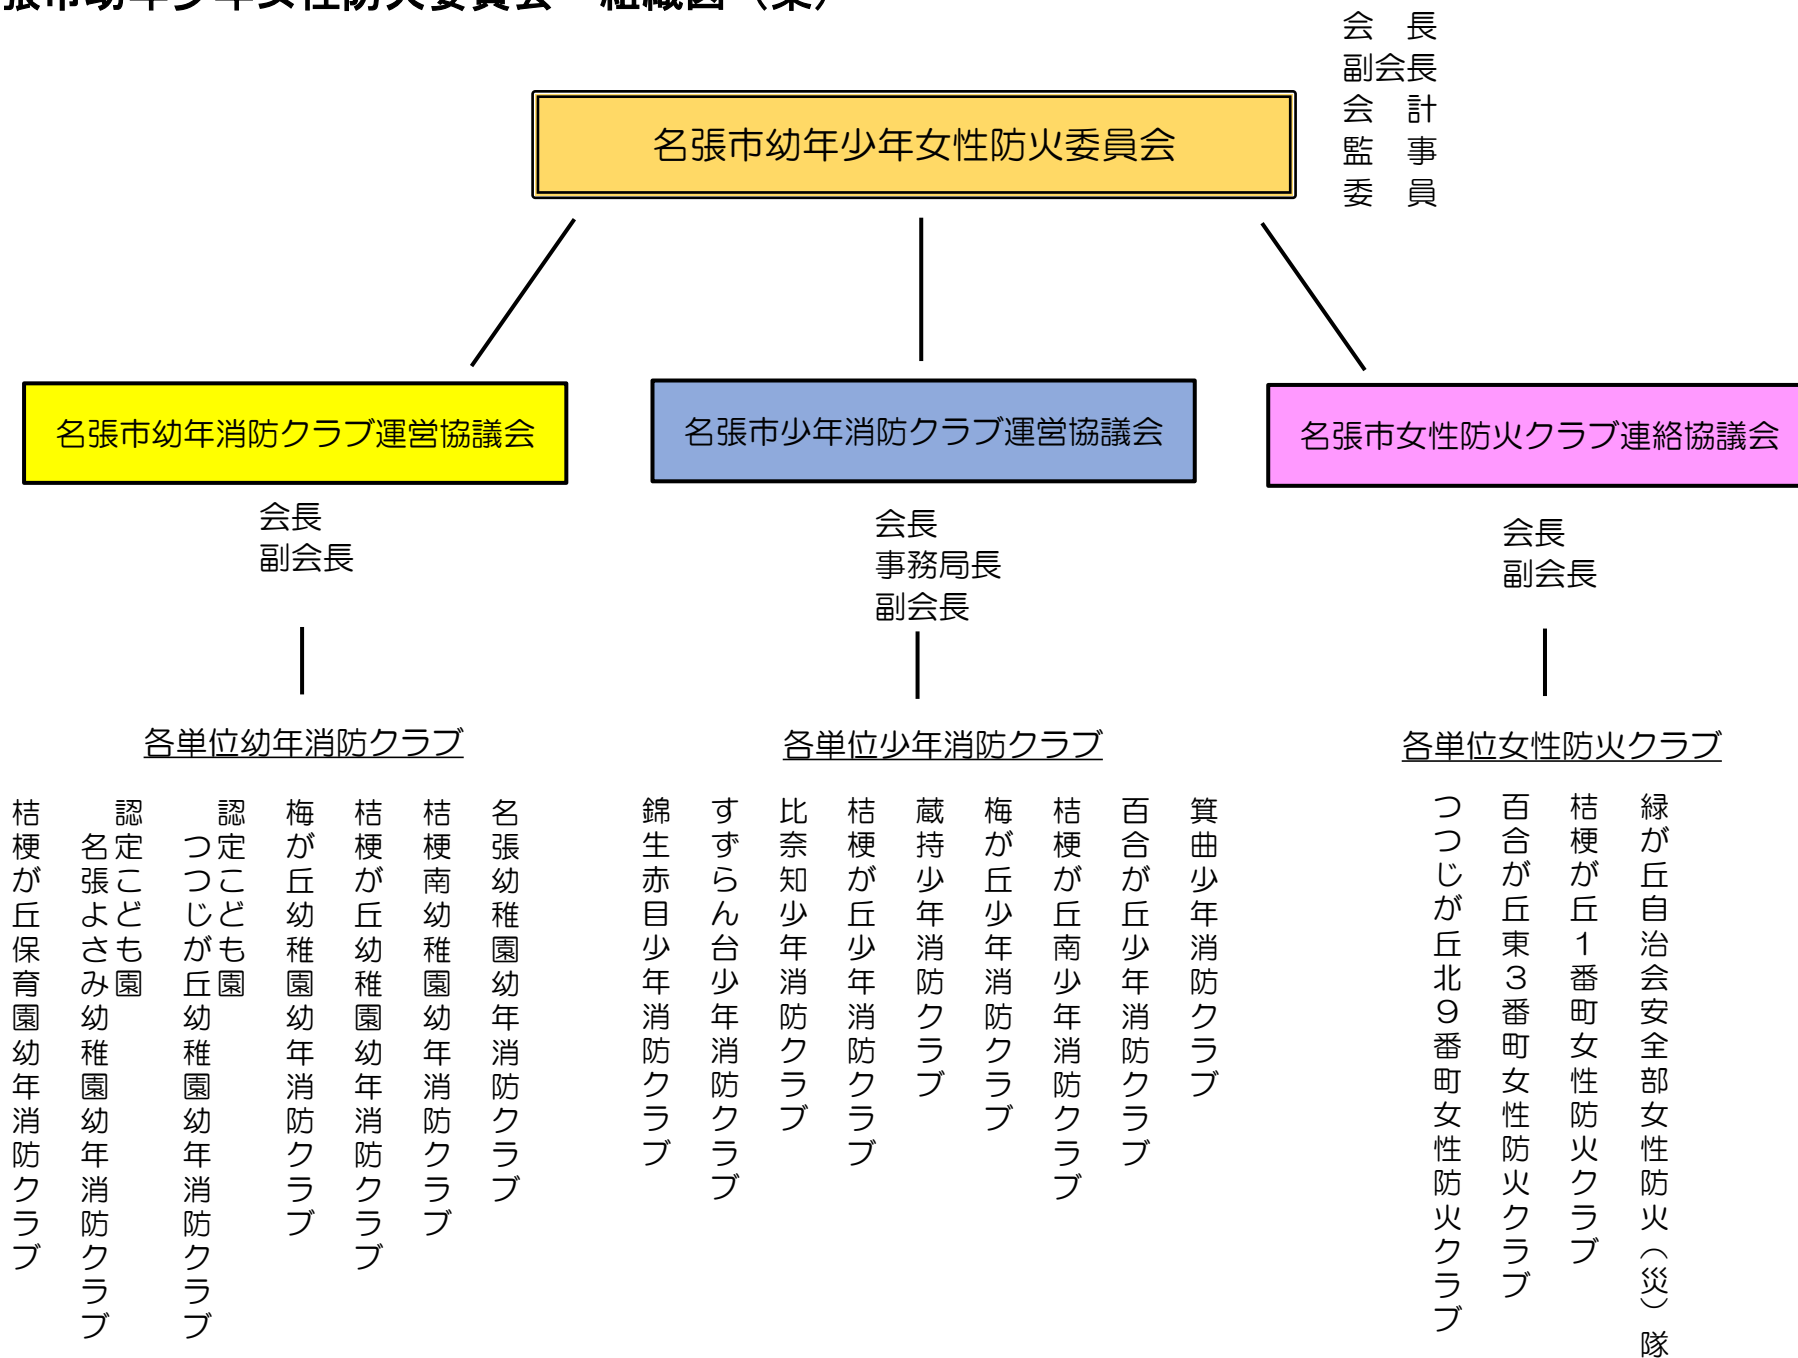 張市幼年少年女性防火委員会 組織図（案）
会 長
副会長
会 計
監 事
委 員
名張市幼年少年女性防火委員会
名張市幼年消防クラブ運営協議会
名張市少年消防クラブ運営協議会
名張市女性防火クラブ連絡協議会
会長
副会長
会長
事務局長
副会長
会長
副会長
各単位幼年消防クラブ
各単位少年消防クラブ
各単位女性防火クラブ
名張幼稚園幼年消防クラブ
桔梗南幼稚園幼年消防クラブ
桔梗が丘幼稚園幼年消防クラブ
梅が丘幼稚園幼年消防クラブ
認定こども園
つつじが丘幼稚園幼年消防クラブ
認定こども園
名張よさみ幼稚園幼年消防クラブ
桔梗が丘保育園幼年消防クラブ
箕曲少年消防クラブ
百合が丘少年消防クラブ
桔梗が丘南少年消防クラブ
梅が丘少年消防クラブ
蔵持少年消防クラブ
桔梗が丘少年消防クラブ
比奈知少年消防クラブ
すずらん台少年消防クラブ
錦生赤目少年消防クラブ
緑が丘自治会安全部女性防火（災）隊
桔梗が丘１番町女性防火クラブ
百合が丘東３番町女性防火クラブ
つつじが丘北９番町女性防火クラブ